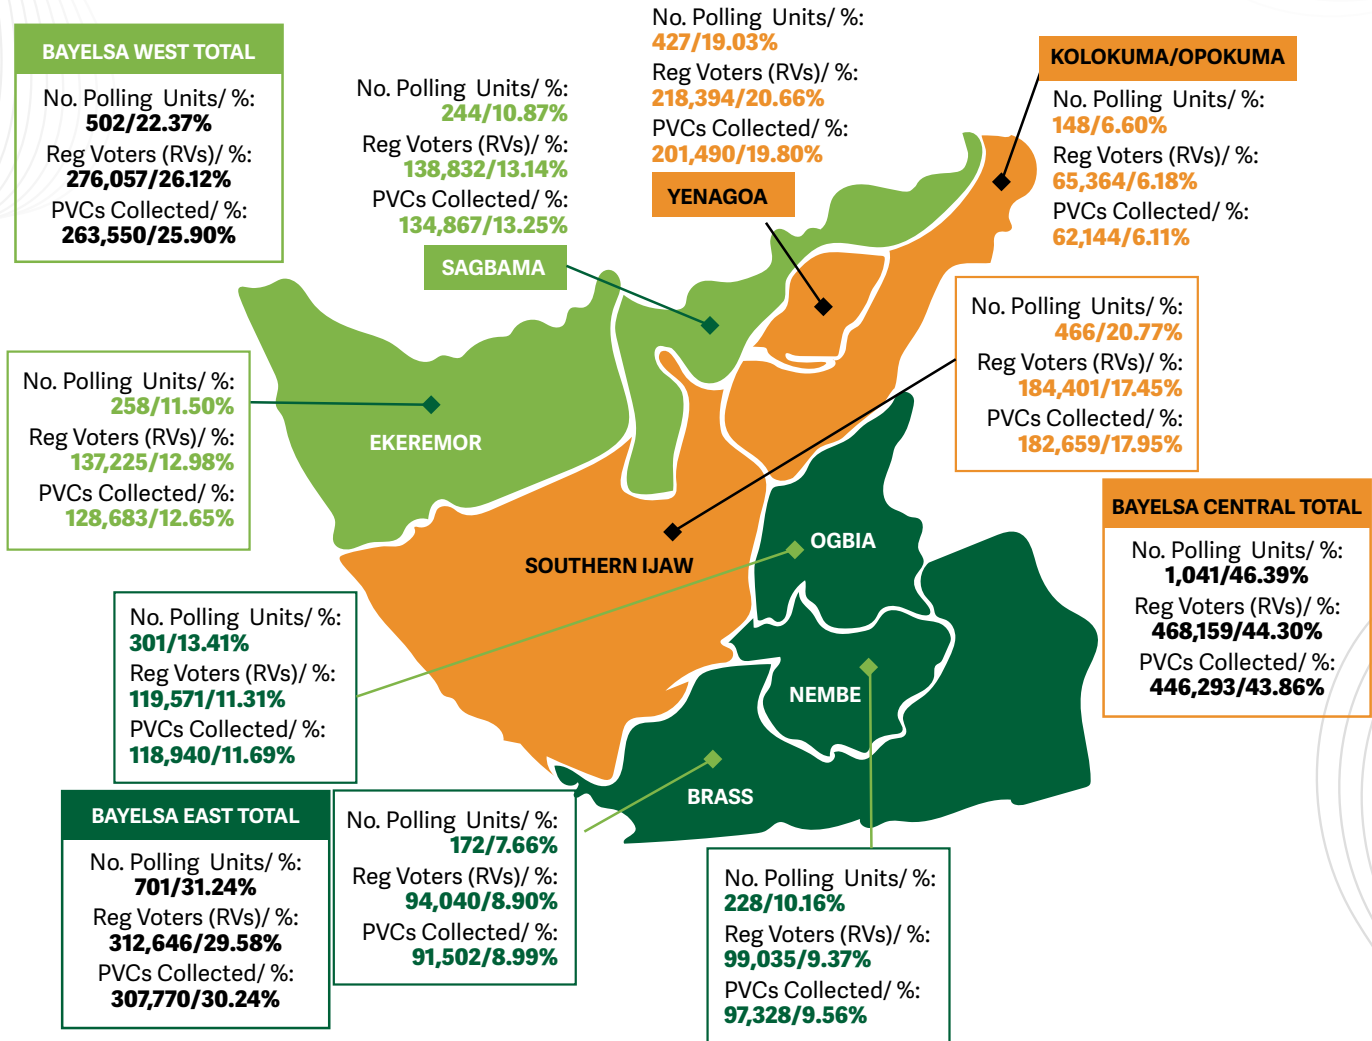 BAYELSA WEST TOTAL
No. Polling Units/ %:
502/22.37%
Reg Voters (RVs)/ %:
276,057/26.12%
PVCs Collected/ %:
263,550/25.90%
No. Polling Units/ %:
244/10.87%
Reg Voters (RVs)/ %:
138,832/13.14%
PVCs Collected/ %:
134,867/13.25%
SAGBAMA
No. Polling Units/ %:
427/19.03%
Reg Voters (RVs)/ %:
218,394/20.66%
PVCs Collected/ %:
201,490/19.80%
YENAGOA
KOLOKUMA/OPOKUMA
No. Polling Units/ %:
148/6.60%
Reg Voters (RVs)/ %:
65,364/6.18%
PVCs Collected/ %:
62,144/6.11%
No. Polling Units/ %:
466/20.77%
Reg Voters (RVs)/ %:
184,401/17.45%
PVCs Collected/ %:
182,659/17.95%
No. Polling Units/ %:
258/11.50%
Reg Voters (RVs)/ %:
137,225/12.98%
PVCs Collected/ %:
128,683/12.65%
EKEREMOR
SOUTHERN IJAW
OGBIA
NEMBE
BRASS
BAYELSA CENTRAL TOTAL
No. Polling Units/ %:
1,041/46.39%
Reg Voters (RVs)/ %:
468,159/44.30%
PVCs Collected/ %:
446,293/43.86%
No. Polling Units/ %:
301/13.41%
Reg Voters (RVs)/ %:
119,571/11.31%
PVCs Collected/ %:
118,940/11.69%
BAYELSA EAST TOTAL
No. Polling Units/ %:
701/31.24%
Reg Voters (RVs)/ %:
312,646/29.58%
PVCs Collected/ %:
307,770/30.24%
No. Polling Units/ %:
172/7.66%
Reg Voters (RVs)/ %:
94,040/8.90%
PVCs Collected/ %:
91,502/8.99%
No. Polling Units/ %:
228/10.16%
Reg Voters (RVs)/ %:
99,035/9.37%
PVCs Collected/ %:
97,328/9.56%